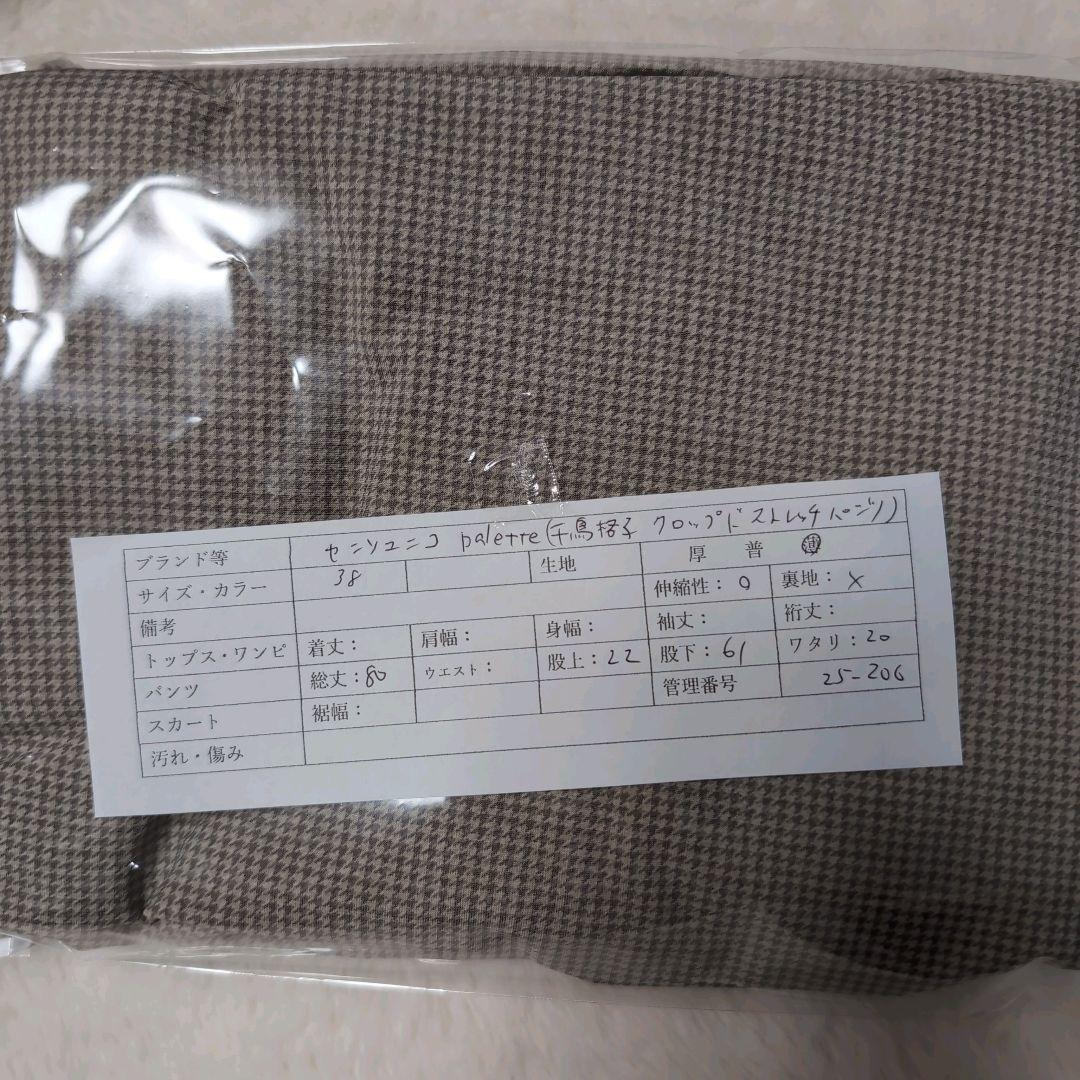 ブランド等 センソユニコ palette(千鳥格子 クロップドストレッチパンツ)
サイズ・カラー 38 生地 厚 普 薄
備考 伸縮性：○ 裏地：×
トップス・ワンピ 着丈： 肩幅： 身幅： 袖丈： 裄丈：
パンツ 総丈：80 ウエスト： 股上：22 股下：61 ワタリ：20
スカート 裾幅： 管理番号 25-206
汚れ・傷み